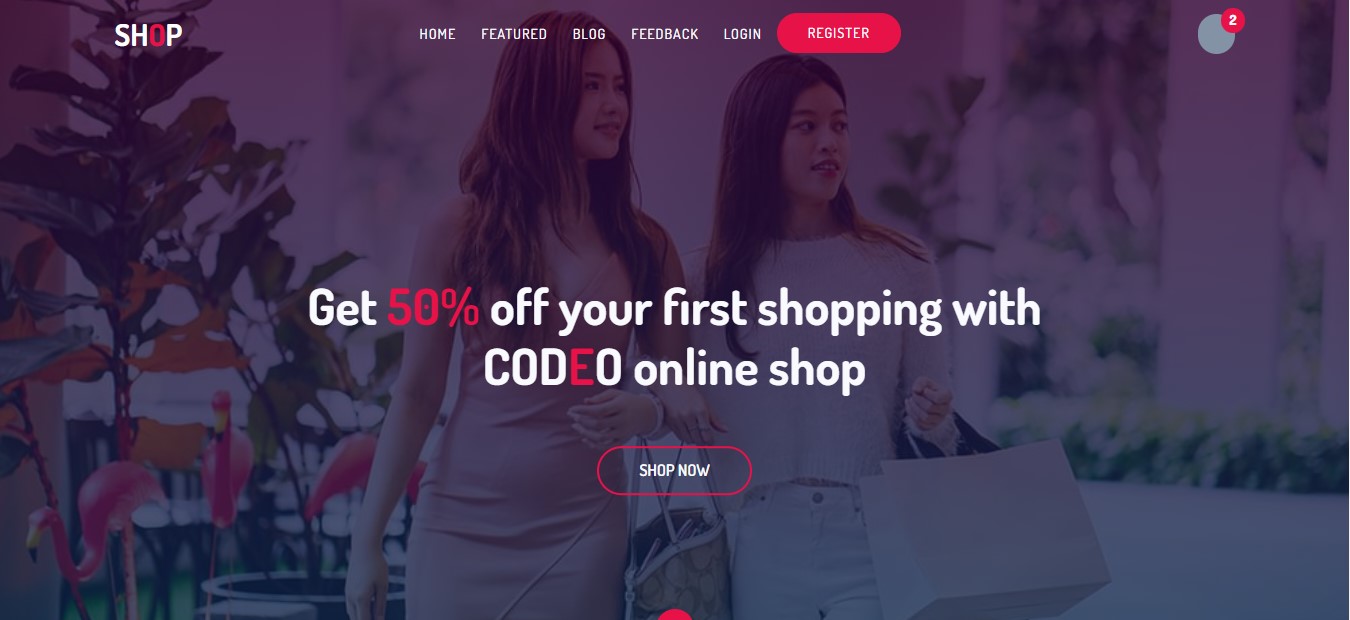 SHOP
HOME FEATURED BLOG FEEDBACK LOGIN REGISTER
2
Get 50% off your first shopping with
CODEO online shop
SHOP NOW